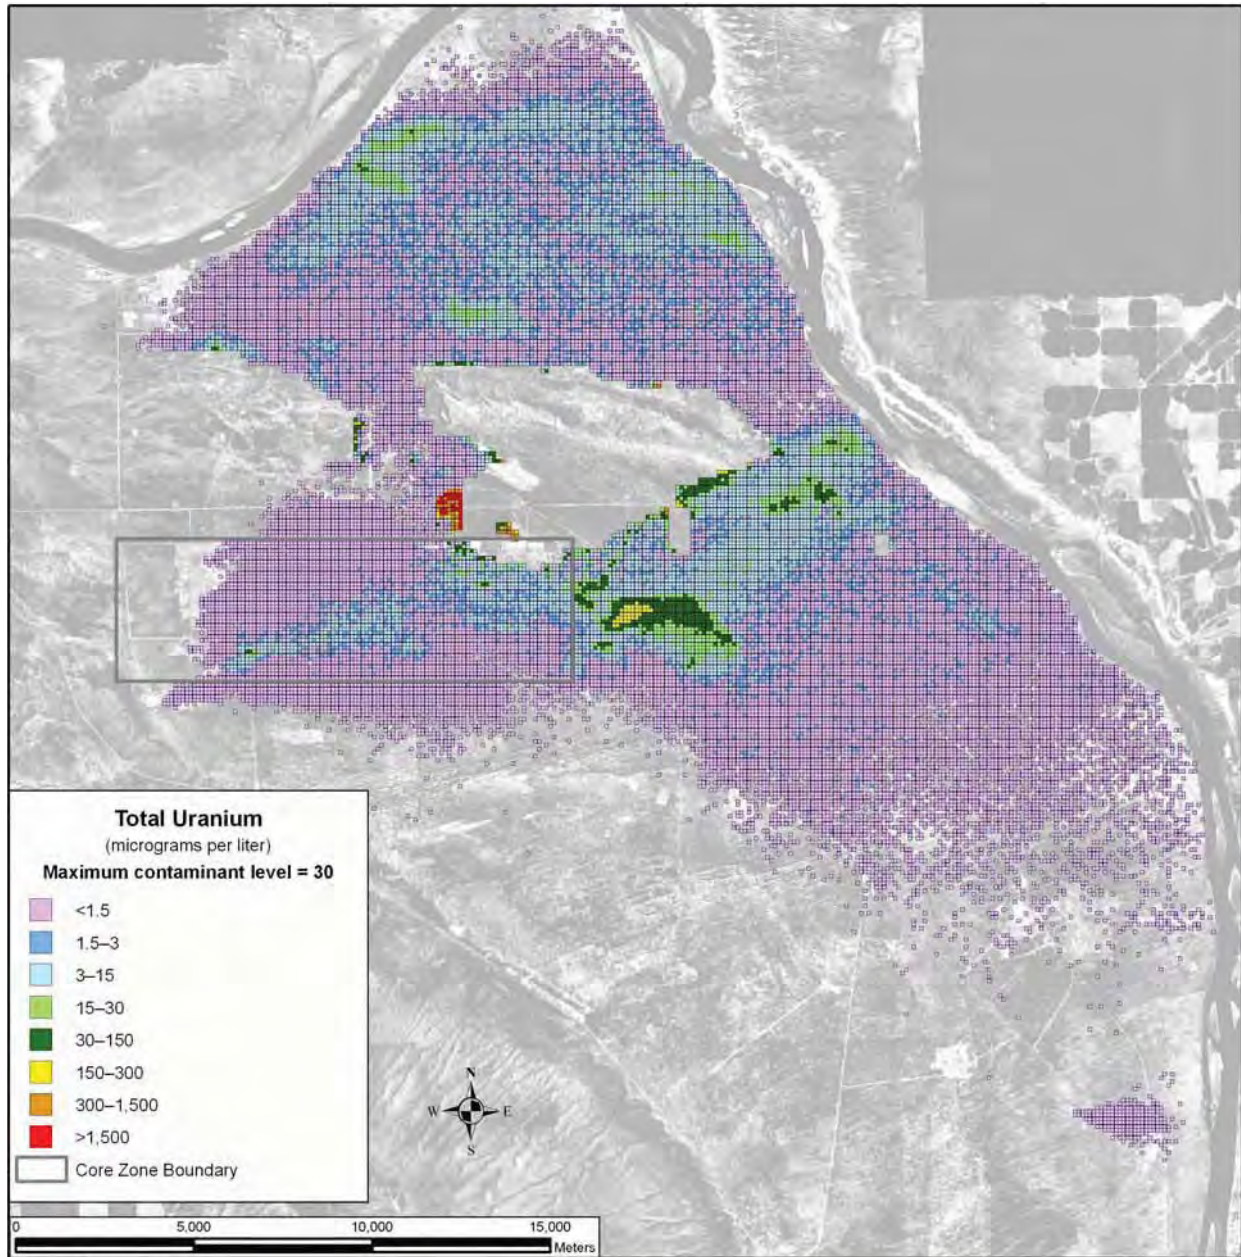 N
W E
S
Total Uranium
(micrograms per liter)
Maximum contaminant level = 30
<1.5
1.5–3
3–15
15–30
30–150
150–300
300–1,500
>1,500
Core Zone Boundary
0 5,000 10,000 15,000
Meters